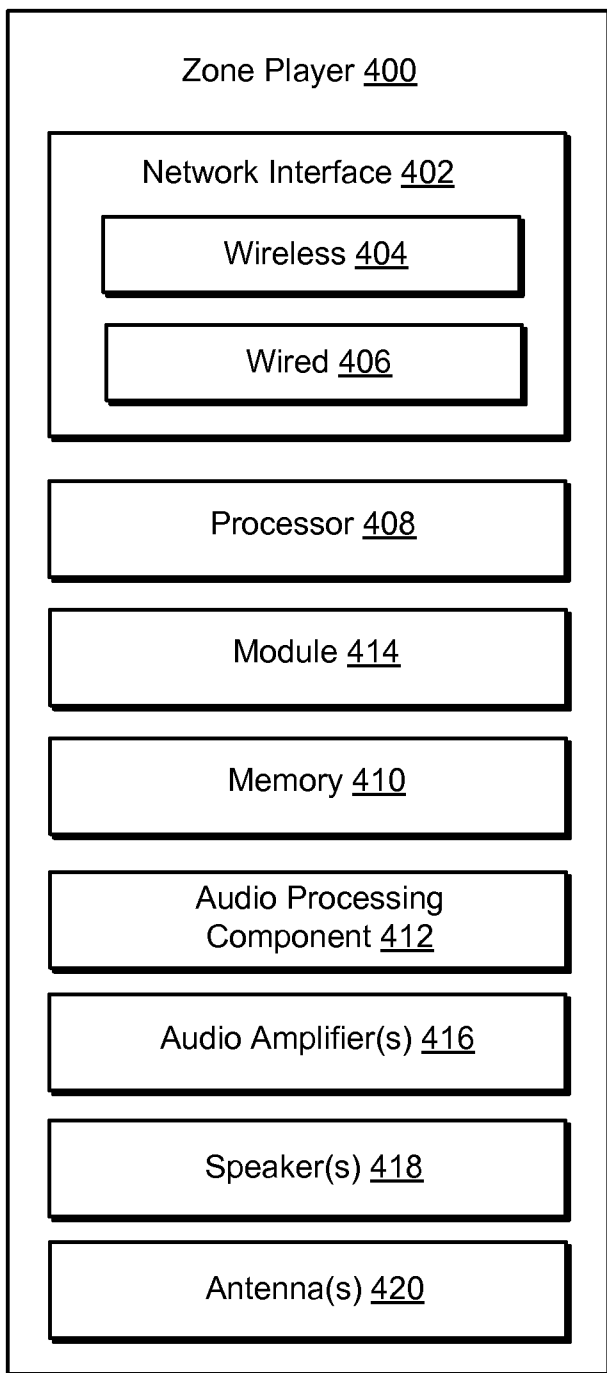 Zone Player 400
Network Interface 402
Wireless 404
Wired 406
Processor 408
Module 414
Memory 410
Audio Processing
Component 412
Audio Amplifier(s) 416
Speaker(s) 418
Antenna(s) 420